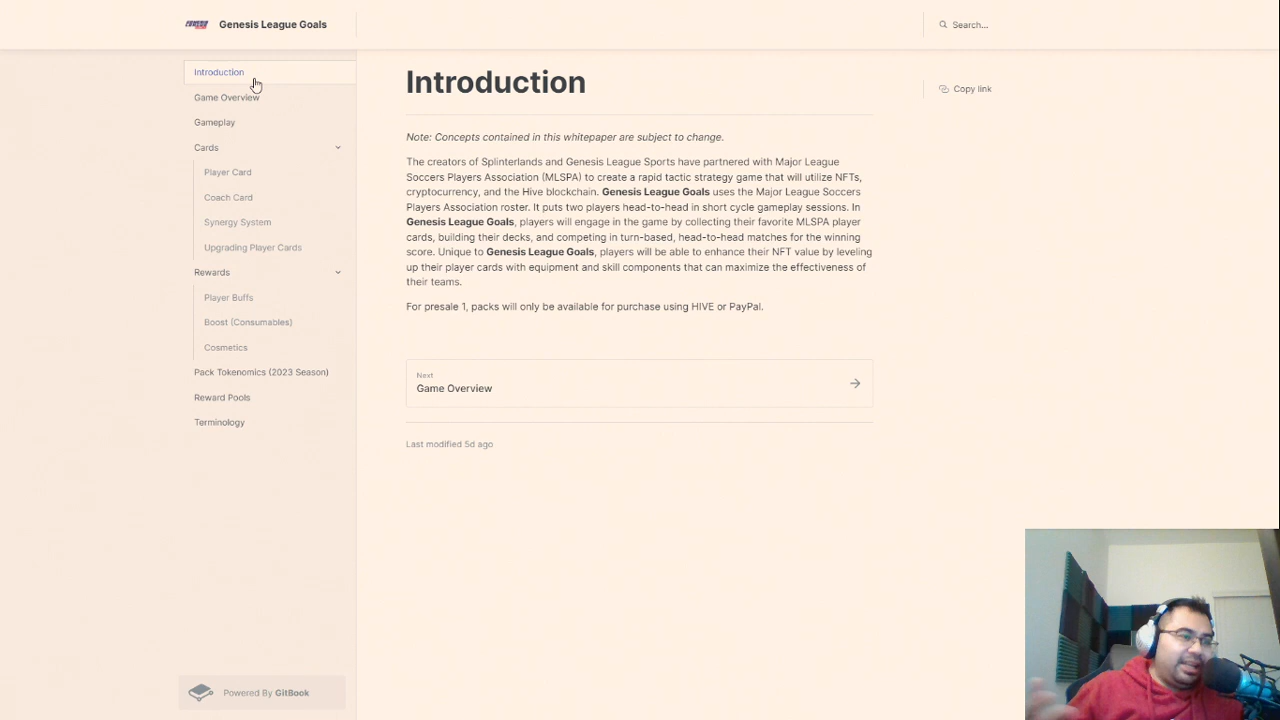 Genesis League Goals
Search...
Introduction
Game Overview
Gameplay
Cards
Player Card
Coach Card
Synergy System
Upgrading Player Cards
Rewards
Player Buffs
Boost (Consumables)
Cosmetics
Pack Tokenomics (2023 Season)
Reward Pools
Terminology
Powered By GitBook
Introduction
Copy link
Note: Concepts contained in this whitepaper are subject to change.
The creators of Splinterlands and Genesis League Sports have partnered with Major League
Soccers Players Association (MLSPA) to create a rapid tactic strategy game that will utilize NFTs,
cryptocurrency, and the Hive blockchain. Genesis League Goals uses the Major League Soccers
Players Association roster. It puts two players head-to-head in short cycle gameplay sessions. In
Genesis League Goals, players will engage in the game by collecting their favorite MLSPA player
cards, building their decks, and competing in turn-based, head-to-head matches for the winning
score. Unique to Genesis League Goals, players will be able to enhance their NFT value by leveling
up their player cards with equipment and skill components that can maximize the effectiveness of
their teams.
For presale 1, packs will only be available for purchase using HIVE or PayPal.
Next
Game Overview
Last modified 5d ago